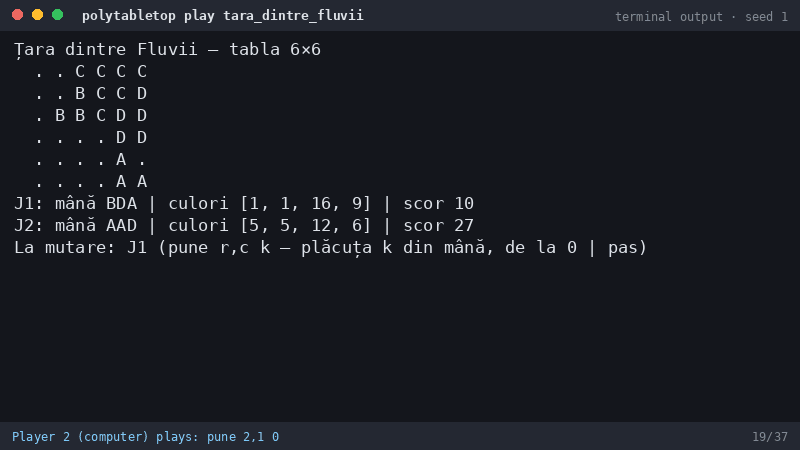 polytabletop play tara_dintre_fluvii
terminal output · seed 1
Țara dintre Fluvii — tabla 6×6
. . C C C C
. . B C C D
. B B C D D
. . . . D D
. . . . A .
. . . . A A
J1: mână BDA | culori [1, 1, 16, 9] | scor 10
J2: mână AAD | culori [5, 5, 12, 6] | scor 27
La mutare: J1 (pune r,c k — plăcuța k din mână, de la 0 | pas)
Player 2 (computer) plays: pune 2,1 0
19/37